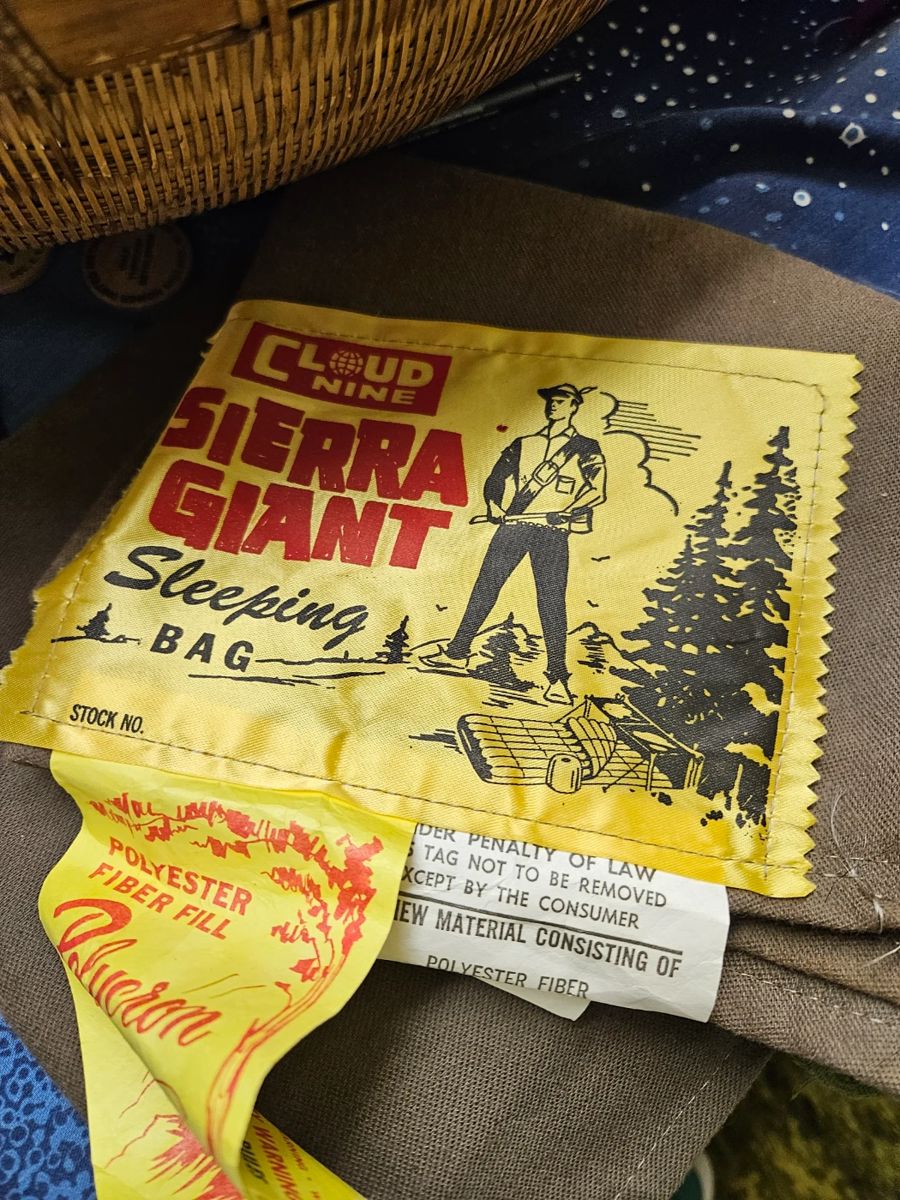 CLOUD
NINE
SIERRA
GIANT
Sleeping
BAG
STOCK NO.
POLYESTER
FIBER FILL
DER PENALTY OF LAW
S TAG NOT TO BE REMOVED
XCEPT BY THE CONSUMER
NEW MATERIAL CONSISTING OF
POLYESTER FIBER